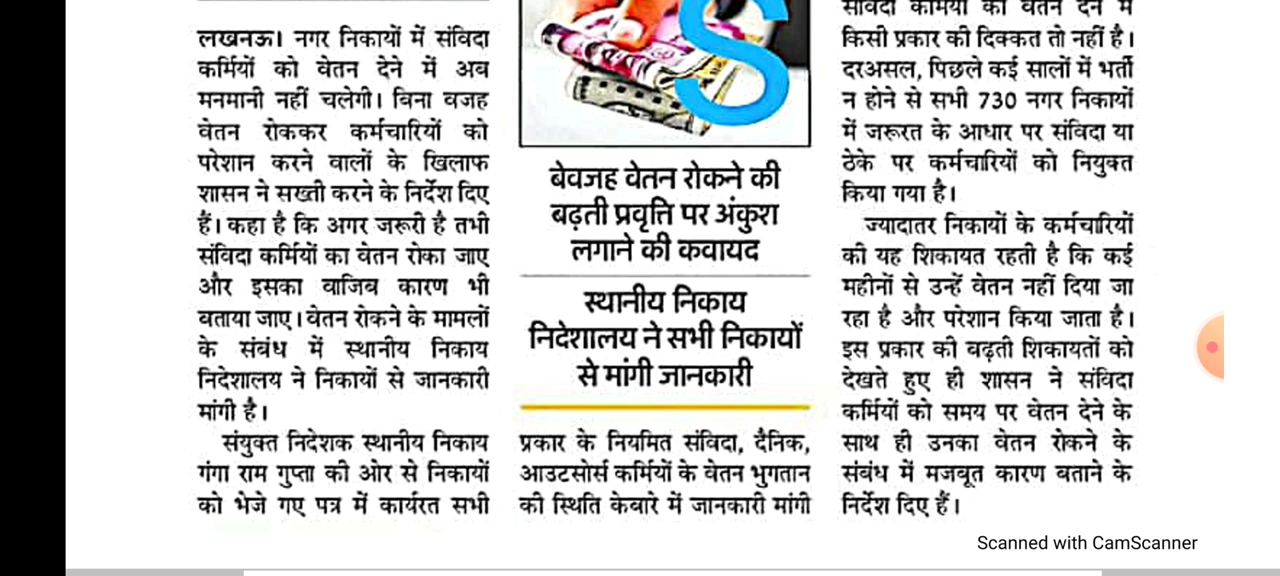 लखनऊ। नगर निकायों में संविदा
कर्मियों को वेतन देने में अब
मनमानी नहीं चलेगी। बिना वजह
वेतन रोककर कर्मचारियों को
परेशान करने वालों के खिलाफ
शासन ने सख्ती करने के निर्देश दिए
हैं। कहा है कि अगर जरूरी है तभी
संविदा कर्मियों का वेतन रोका जाए
और इसका वाजिब कारण भी
बताया जाए। वेतन रोकने के मामलों
के संबंध में स्थानीय निकाय
निदेशालय ने निकायों से जानकारी
मांगी है।
संयुक्त निदेशक स्थानीय निकाय
गंगा राम गुप्ता की ओर से निकायों
को भेजे गए पत्र में कार्यरत सभी
S
बेवजह वेतन रोकने की
बढ़ती प्रवृत्ति पर अंकुश
लगाने की कवायद
स्थानीय निकाय
निदेशालय ने सभी निकायों
से मांगी जानकारी
प्रकार के नियमित संविदा, दैनिक,
आउटसोर्स कर्मियों के वेतन भुगतान
की स्थिति केबारे में जानकारी मांगी
संविदा कर्मियों को वेतन देने में
किसी प्रकार की दिक्कत तो नहीं है।
दरअसल, पिछले कई सालों में भर्ती
न होने से सभी 730 नगर निकायों
में जरूरत के आधार पर संविदा या
ठेके पर कर्मचारियों को नियुक्त
किया गया है।
ज्यादातर निकायों के कर्मचारियों
की यह शिकायत रहती है कि कई
महीनों से उन्हें वेतन नहीं दिया जा
रहा है और परेशान किया जाता है।
इस प्रकार की बढ़ती शिकायतों को
देखते हुए ही शासन ने संविदा
कर्मियों को समय पर वेतन देने के
साथ ही उनका वेतन रोकने के
संबंध में मजबूत कारण बताने के
निर्देश दिए हैं।
Scanned with CamScanner